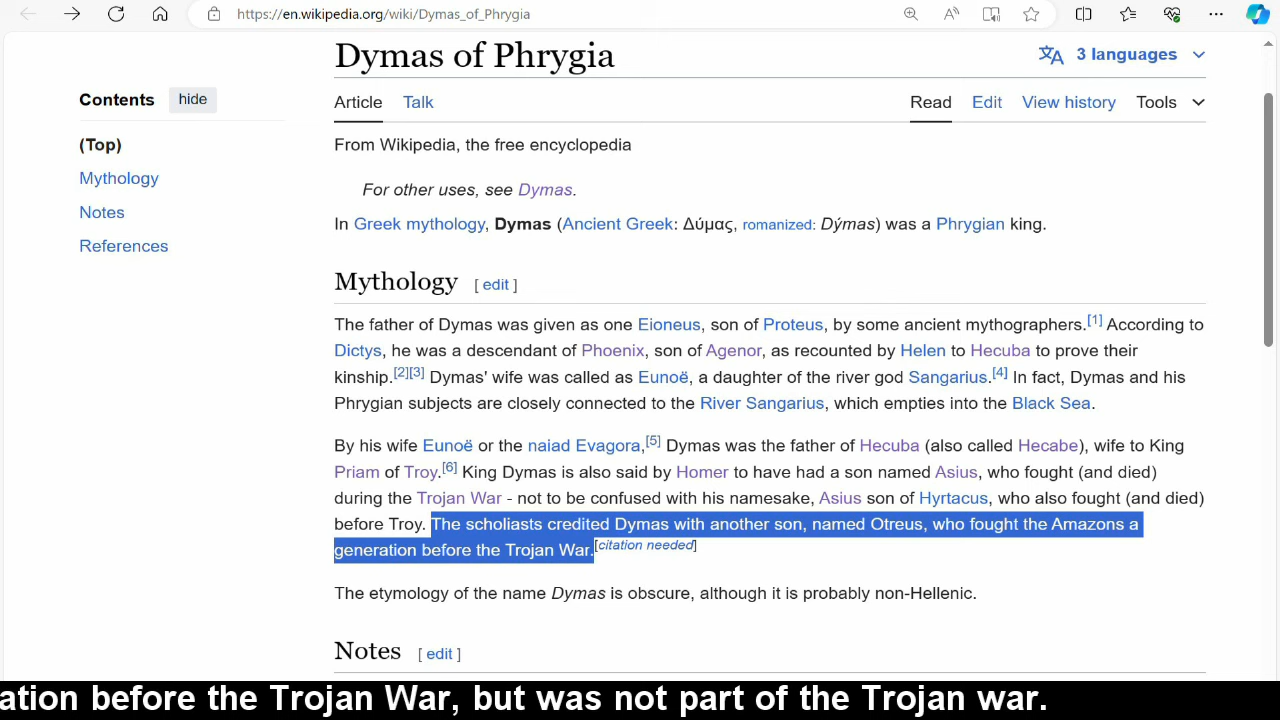 https://en.wikipedia.org/wiki/Dymas_of_Phrygia
Dymas of Phrygia
3 languages
Contents hide
Article Talk Read Edit View history Tools
(Top)
From Wikipedia, the free encyclopedia
Mythology
For other uses, see Dymas.
Notes
In Greek mythology, Dymas (Ancient Greek: Δύμας, romanized: Dýmas) was a Phrygian king.
References
Mythology [ edit ]
The father of Dymas was given as one Eioneus, son of Proteus, by some ancient mythographers.[1] According to
Dictys, he was a descendant of Phoenix, son of Agenor, as recounted by Helen to Hecuba to prove their
kinship.[2][3] Dymas' wife was called as Eunoë, a daughter of the river god Sangarius.[4] In fact, Dymas and his
Phrygian subjects are closely connected to the River Sangarius, which empties into the Black Sea.
By his wife Eunoë or the naiad Evagora,[5] Dymas was the father of Hecuba (also called Hecabe), wife to King
Priam of Troy.[6] King Dymas is also said by Homer to have had a son named Asius, who fought (and died)
during the Trojan War - not to be confused with his namesake, Asius son of Hyrtacus, who also fought (and died)
before Troy. The scholiasts credited Dymas with another son, named Otreus, who fought the Amazons a
generation before the Trojan War.[citation needed]
The etymology of the name Dymas is obscure, although it is probably non-Hellenic.
Notes [ edit ]
ation before the Trojan War, but was not part of the Trojan war.